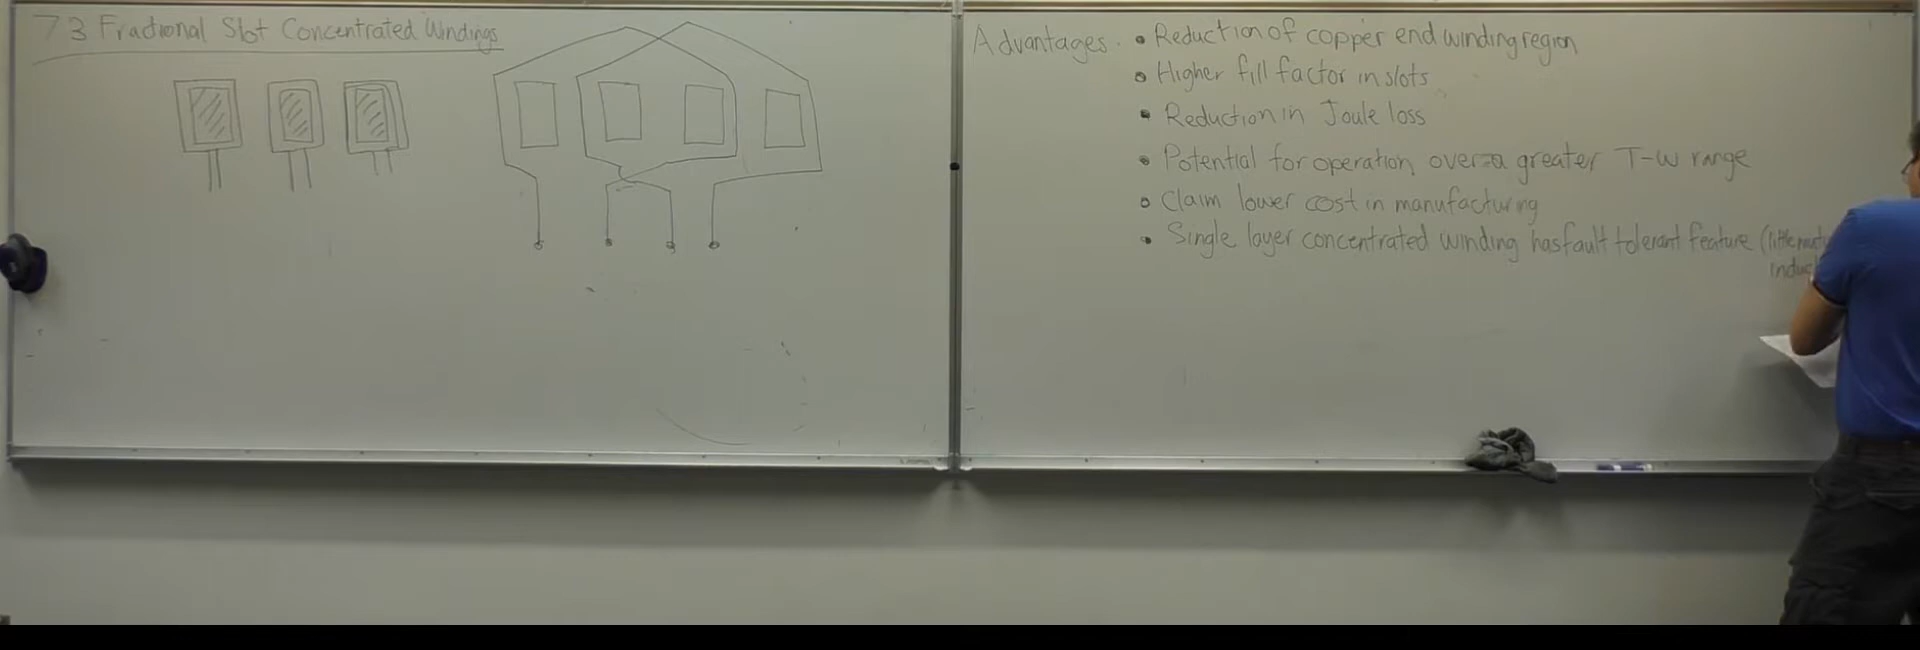 7 3 Fractional Slot Concentrated Windings
Advantages • Reduction of copper end winding region
• Higher fill factor in slots
• Reduction in Joule loss
• Potential for operation over a greater T-W range
• Claim lower cost in manufacturing
• Single layer concentrated winding has fault tolerant feature (little